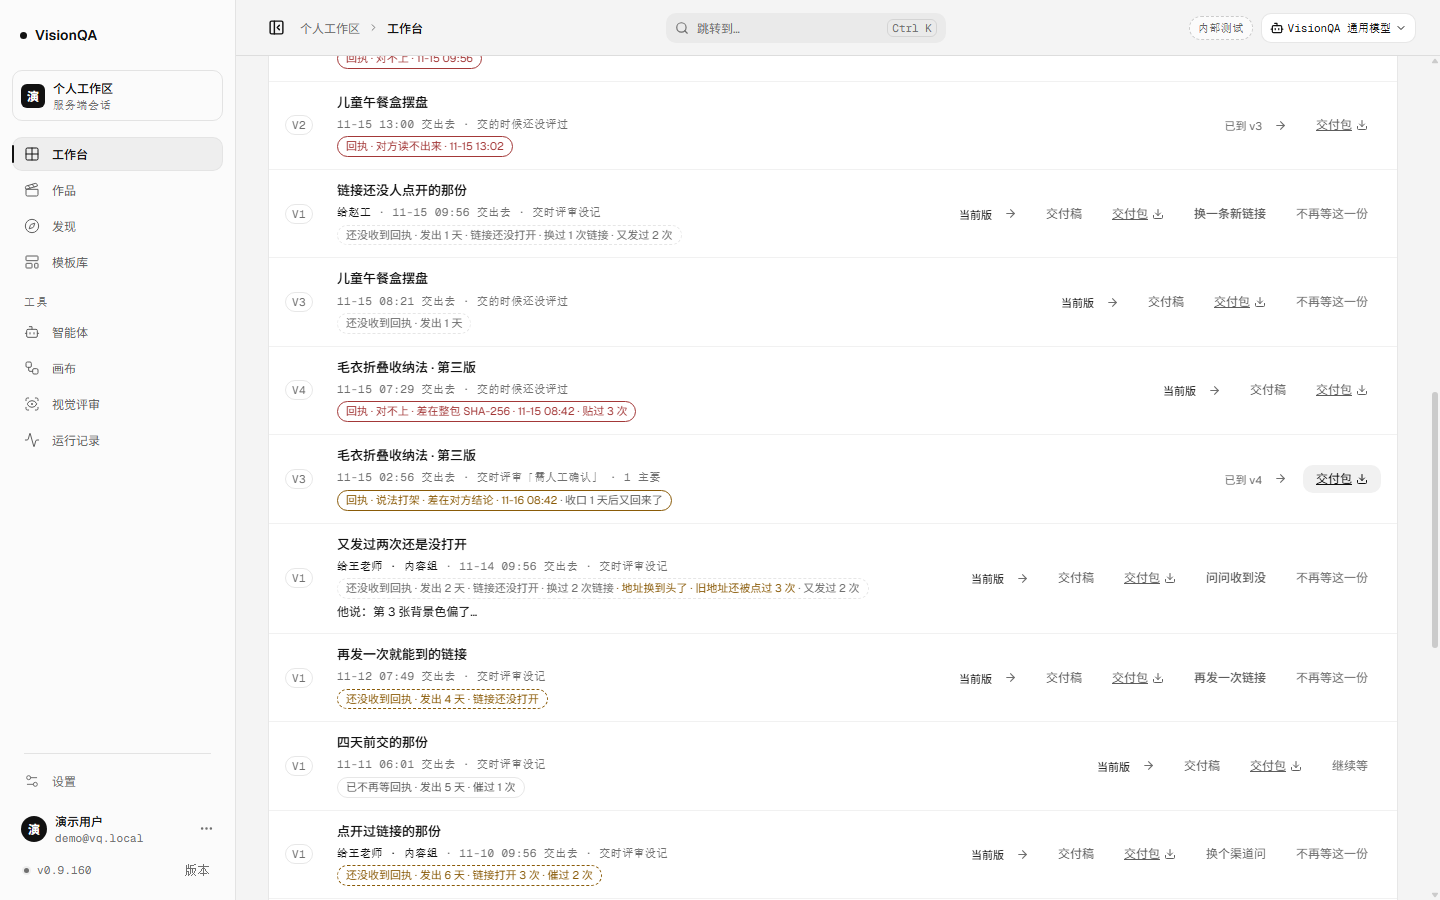 VisionQA
个人工作区
工作台
跳转到...
Ctrl K
内部测试
VisionQA 通用模型
演
个人工作区
服务端会话
工作台
作品
发现
模板库
工具
智能体
画布
视觉评审
运行记录
设置
演
演示用户
demo@vq.local
v0.9.160
版本
回执 · 对不上 · 11-15 09:56
V2
儿童午餐盒摆盘
11-15 13:00 交出去 · 交的时候还没评过
回执 · 对方读不出来 · 11-15 13:02
已到 v3
交付包
V1
链接还没人点开的那份
给赵工 · 11-15 09:56 交出去 · 交时评审没记
还没收到回执 · 发出 1 天 · 链接还没打开 · 换过 1 次链接 · 又发过 2 次
当前版
交付稿
交付包
换一条新链接
不再等这一份
V3
儿童午餐盒摆盘
11-15 08:21 交出去 · 交的时候还没评过
还没收到回执 · 发出 1 天
当前版
交付稿
交付包
不再等这一份
V4
毛衣折叠收纳法 · 第三版
11-15 07:29 交出去 · 交的时候还没评过
回执 · 对不上 · 差在整包 SHA-256 · 11-15 08:42 · 贴过 3 次
当前版
交付稿
交付包
V3
毛衣折叠收纳法 · 第三版
11-15 02:56 交出去 · 交时评审「需人工确认」 · 1 主要
回执 · 说法打架 · 差在对方结论 · 11-16 08:42 · 收口 1 天后又回来了
已到 v4
交付包
V1
又发过两次还是没打开
给王老师 · 内容组 · 11-14 09:56 交出去 · 交时评审没记
还没收到回执 · 发出 2 天 · 链接还没打开 · 换过 2 次链接 · 地址换到头了 · 旧地址还被点过 3 次 · 又发过 2 次
他说：第 3 张背景色偏了...
当前版
交付稿
交付包
问问收到没
不再等这一份
V1
再发一次就能到的链接
11-12 07:49 交出去 · 交时评审没记
还没收到回执 · 发出 4 天 · 链接还没打开
当前版
交付稿
交付包
再发一次链接
不再等这一份
V1
四天前交的那份
11-11 06:01 交出去 · 交时评审没记
已不再等回执 · 发出 5 天 · 催过 1 次
当前版
交付稿
交付包
继续等
V1
点开过链接的那份
给王老师 · 内容组 · 11-10 09:56 交出去 · 交时评审没记
还没收到回执 · 发出 6 天 · 链接打开 3 次 · 催过 2 次
当前版
交付稿
交付包
换个渠道问
不再等这一份